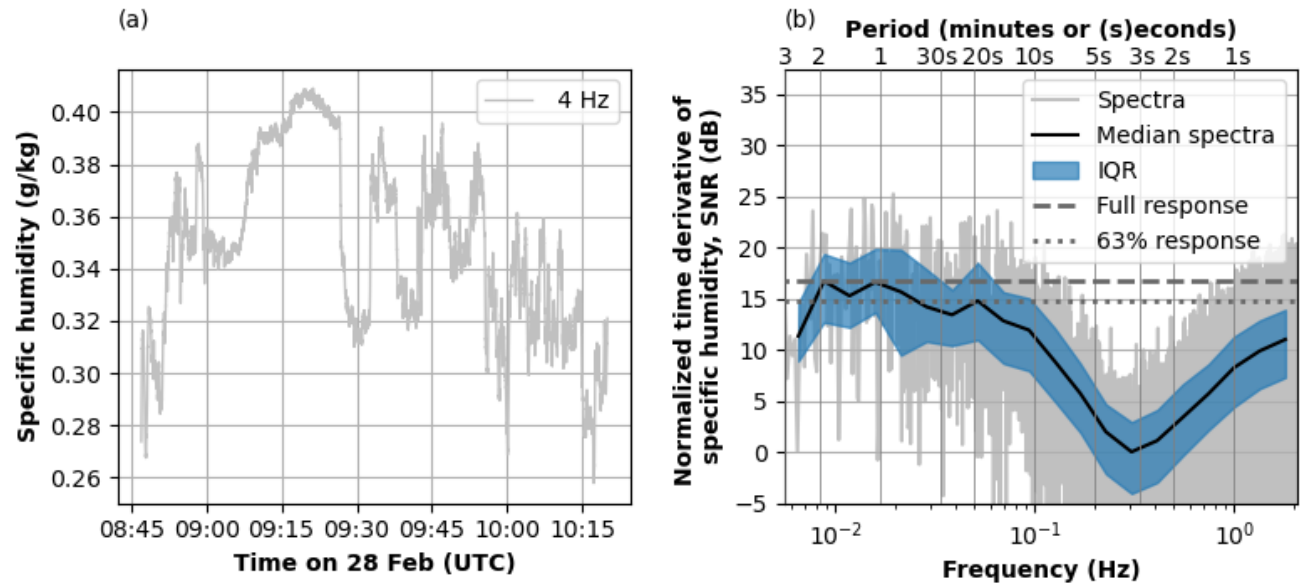 (a)
0.40
0.38
0.36
0.34
0.32
0.30
0.28
0.26
Specific humidity (g/kg)
4 Hz
08:45 09:00 09:15 09:30 09:45 10:00 10:15
Time on 28 Feb (UTC)
(b)
Period (minutes or (s)econds)
3 2 1 30s 20s 10s 5s 3s 2s 1s
35
30
25
20
15
10
5
0
−5
Normalized time derivative of
specific humidity, SNR (dB)
Spectra
Median spectra
IQR
Full response
63% response
10⁻² 10⁻¹ 10⁰
Frequency (Hz)